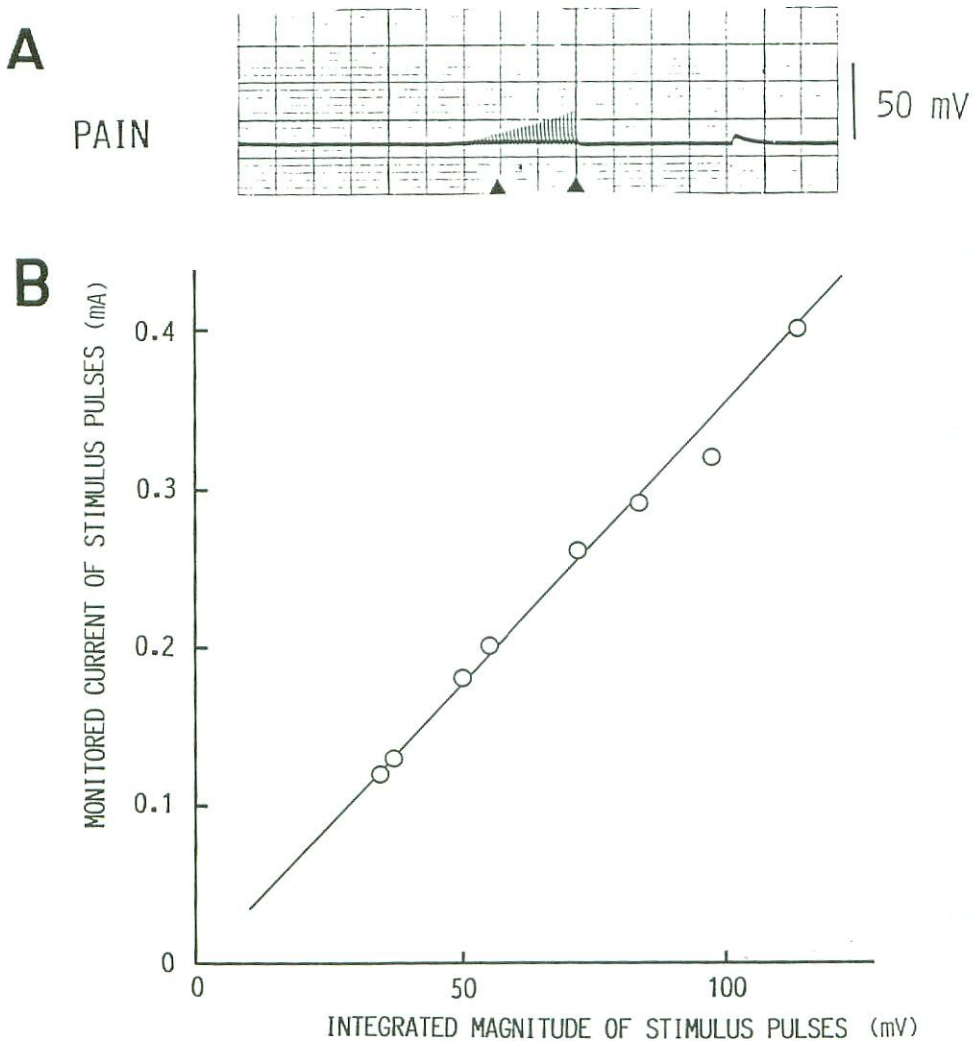 A
PAIN
50 mV
B
MONITORED CURRENT OF STIMULUS PULSES (mA)
0.4
0.3
0.2
0.1
0
0
50
100
INTEGRATED MAGNITUDE OF STIMULUS PULSES (mV)